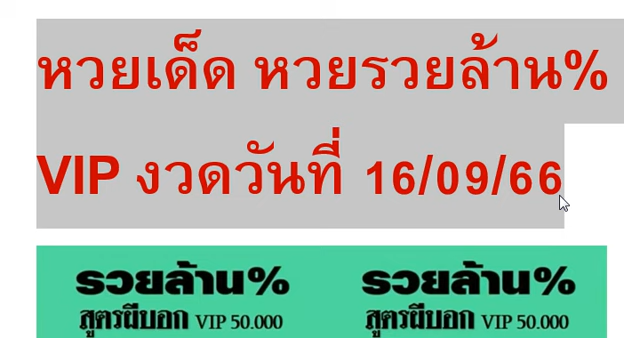 หวยเด็ด หวยรวยล้าน%
VIP งวดวันที่ 16/09/66
รวยล้าน% รวยล้าน%
สูตรผีบอก VIP 50.000 สูตรผีบอก VIP 50.000